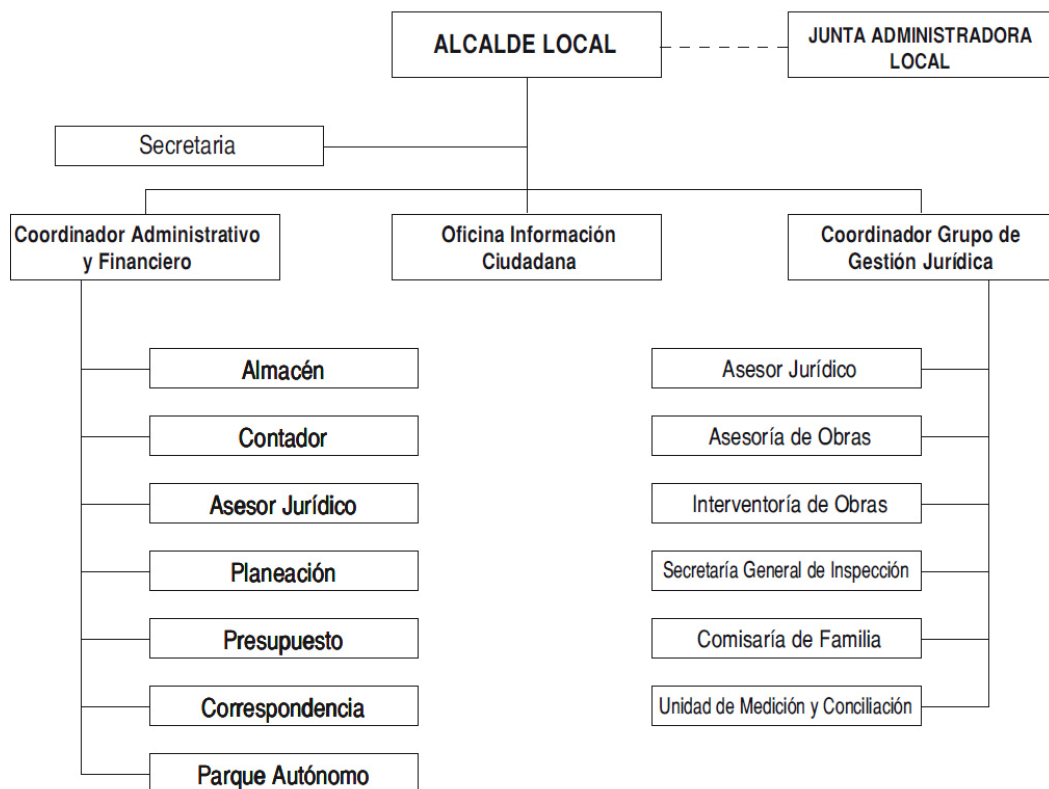 ALCALDE LOCAL
JUNTA ADMINISTRADORA
LOCAL
Secretaria
Coordinador Administrativo
y Financiero
Oficina Información
Ciudadana
Coordinador Grupo de
Gestión Jurídica
Almacén
Contador
Asesor Jurídico
Planeación
Presupuesto
Correspondencia
Parque Autónomo
Asesor Jurídico
Asesoría de Obras
Interventoría de Obras
Secretaría General de Inspección
Comisaría de Familia
Unidad de Medición y Conciliación